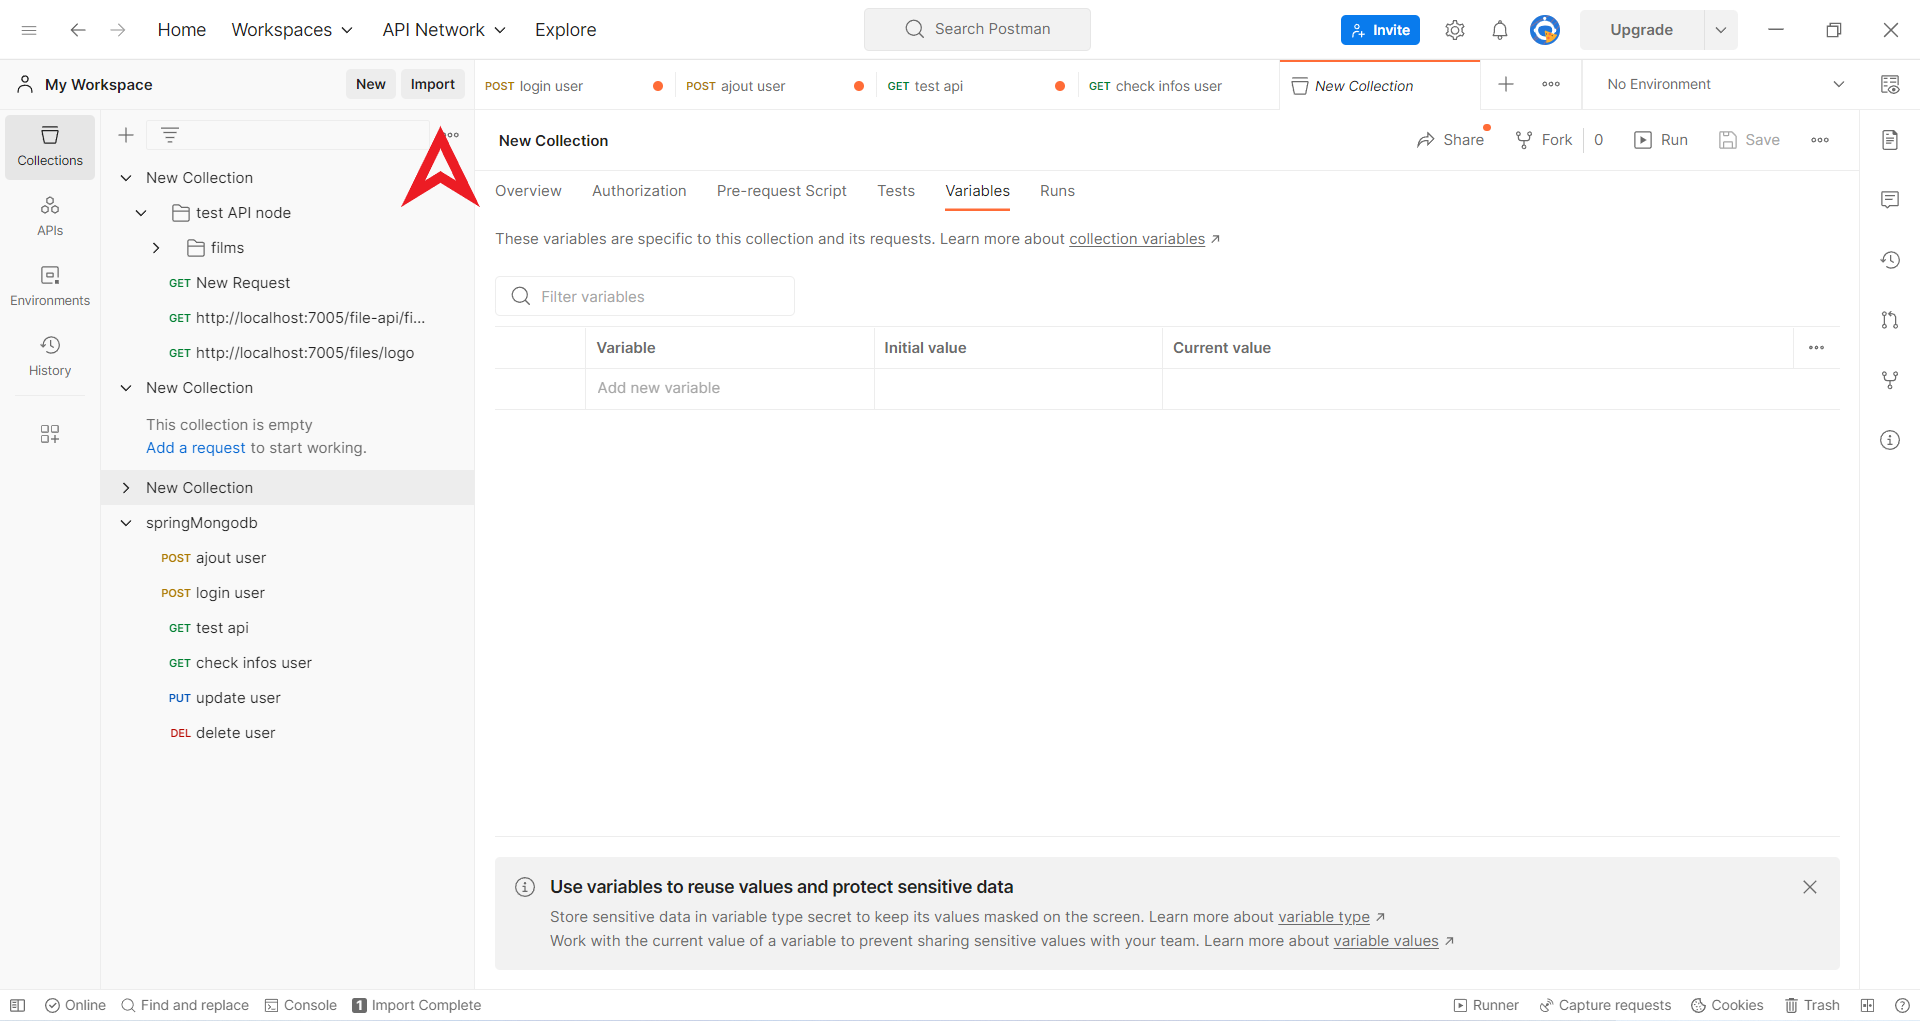 Home Workspaces API Network Explore Search Postman Invite Upgrade
My Workspace New Import POST login user POST ajout user GET test api GET check infos user New Collection No Environment
Collections
APIs
Environments
History
New Collection
test API node
films
GET New Request
GET http://localhost:7005/file-api/fi...
GET http://localhost:7005/files/logo
New Collection
This collection is empty
Add a request to start working.
New Collection
springMongodb
POST ajout user
POST login user
GET test api
GET check infos user
PUT update user
DEL delete user
New Collection Share Fork 0 Run Save
Overview Authorization Pre-request Script Tests Variables Runs
These variables are specific to this collection and its requests. Learn more about collection variables ↗
Filter variables
Variable Initial value Current value
Add new variable
Use variables to reuse values and protect sensitive data
Store sensitive data in variable type secret to keep its values masked on the screen. Learn more about variable type ↗
Work with the current value of a variable to prevent sharing sensitive values with your team. Learn more about variable values ↗
Online Find and replace Console 1 Import Complete Runner Capture requests Cookies Trash